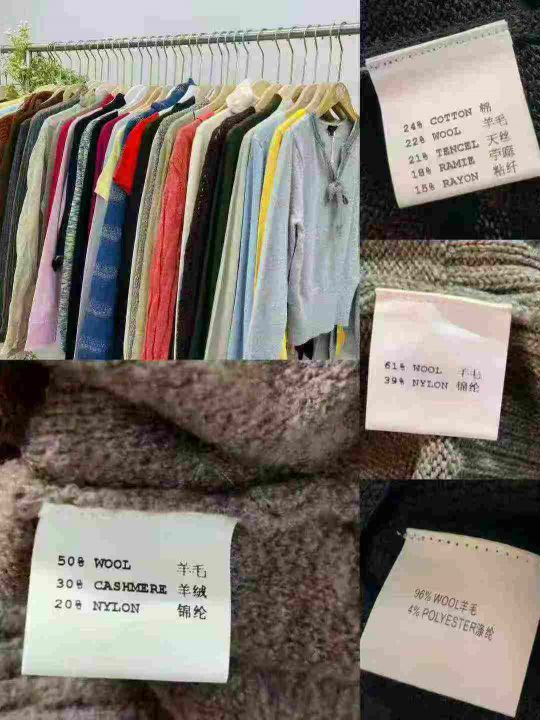 24% COTTON 棉
22% WOOL 羊毛
21% TENCEL 天丝
18% RAMIE 苎麻
15% RAYON 粘纤
61% WOOL 羊毛
39% NYLON 锦纶
50% WOOL 羊毛
30% CASHMERE 羊绒
20% NYLON 锦纶
96% WOOL羊毛
4% POLYESTER涤纶